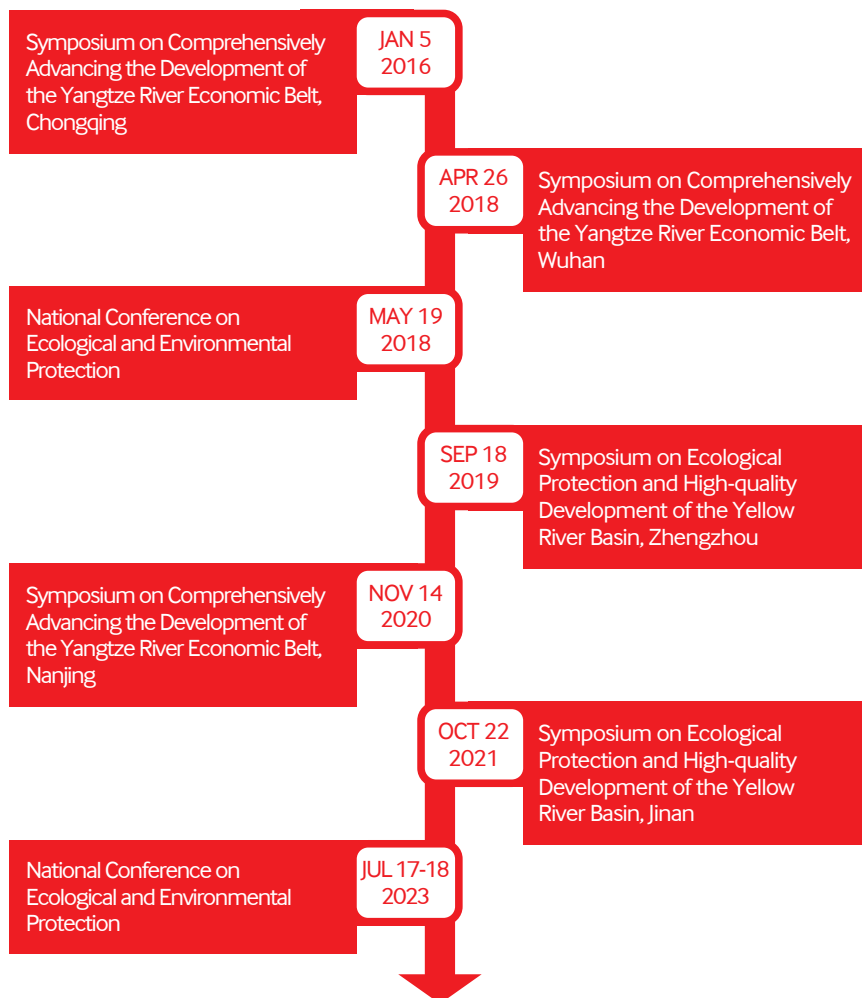 JAN 5
2016
Symposium on Comprehensively
Advancing the Development of
the Yangtze River Economic Belt,
Chongqing
APR 26
2018
Symposium on Comprehensively
Advancing the Development of
the Yangtze River Economic Belt,
Wuhan
MAY 19
2018
National Conference on
Ecological and Environmental
Protection
SEP 18
2019
Symposium on Ecological
Protection and High-quality
Development of the Yellow
River Basin, Zhengzhou
NOV 14
2020
Symposium on Comprehensively
Advancing the Development of
the Yangtze River Economic Belt,
Nanjing
OCT 22
2021
Symposium on Ecological
Protection and High-quality
Development of the Yellow
River Basin, Jinan
JUL 17-18
2023
National Conference on
Ecological and Environmental
Protection